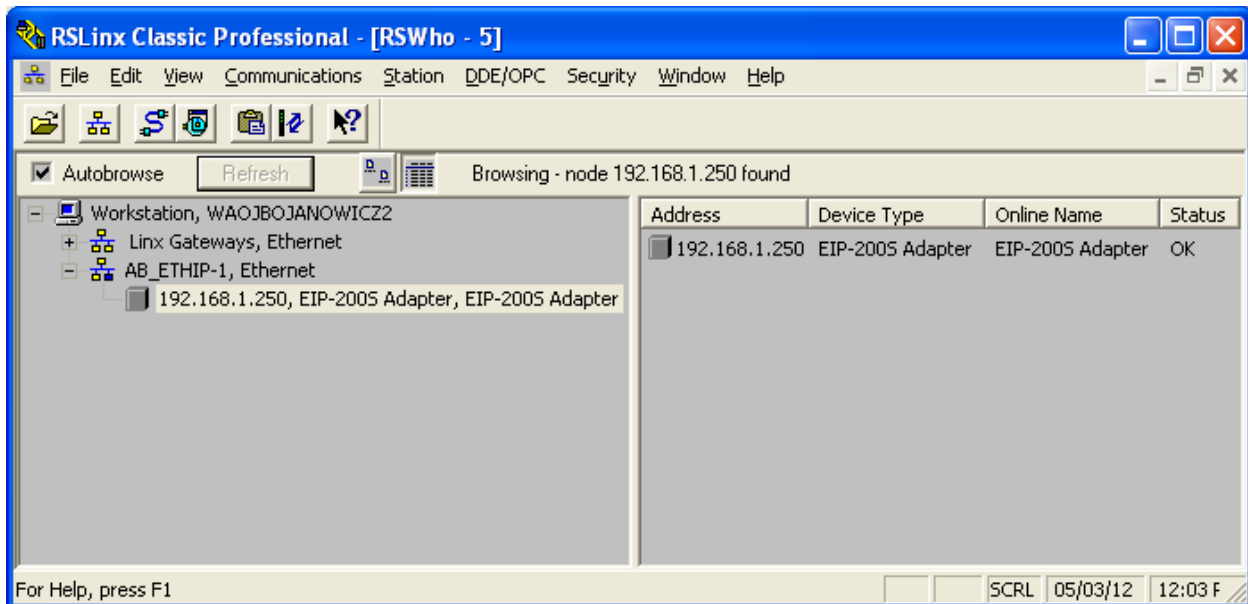 RSLinx Classic Professional - [RSWho - 5]
File Edit View Communications Station DDE/OPC Security Window Help
Autobrowse Refresh Browsing - node 192.168.1.250 found
Workstation, WAOJBOJANOWICZ2
Linx Gateways, Ethernet
AB_ETHIP-1, Ethernet
192.168.1.250, EIP-200S Adapter, EIP-200S Adapter
Address Device Type Online Name Status
192.168.1.250 EIP-200S Adapter EIP-200S Adapter OK
For Help, press F1 SCRL 05/03/12 12:03 F